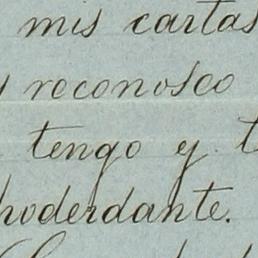 mis cartas
reconosco
tengo y
poderdante.